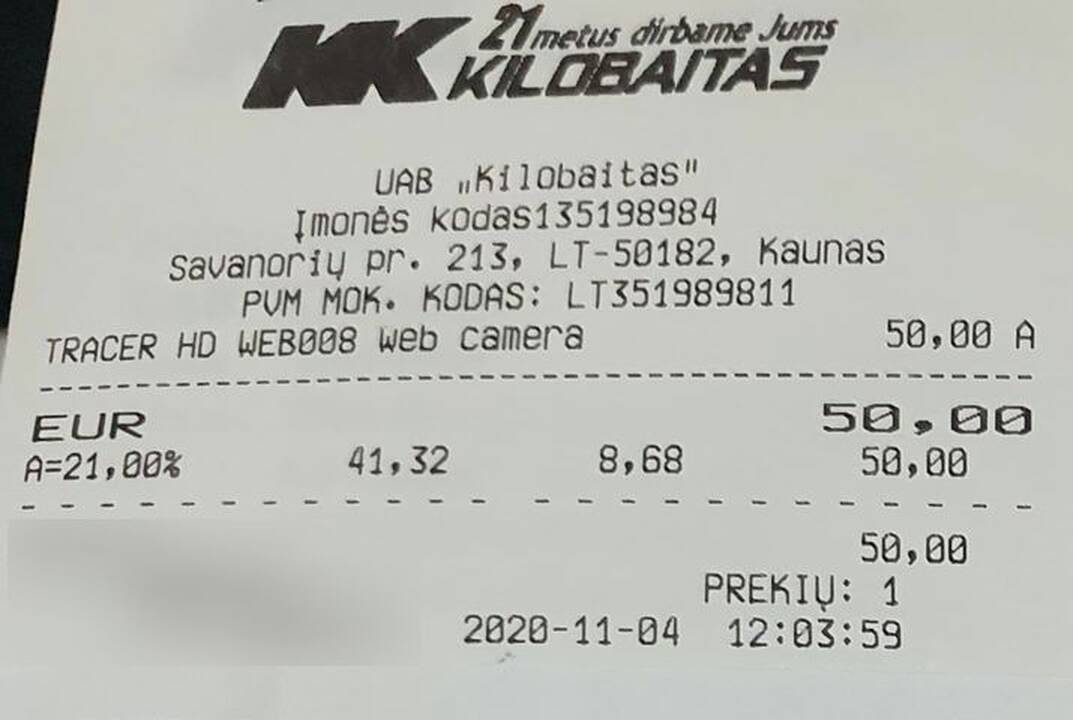 21 metus dirbame Jums
KK KILOBAITAS
UAB „Kilobaitas"
Įmonės kodas135198984
Savanorių pr. 213, LT-50182, Kaunas
PVM MOK. KODAS: LT351989811
TRACER HD WEB008 Web camera 50,00 A
EUR 50,00
A=21,00% 41,32 8,68 50,00
50,00
PREKIŲ: 1
2020-11-04 12:03:59